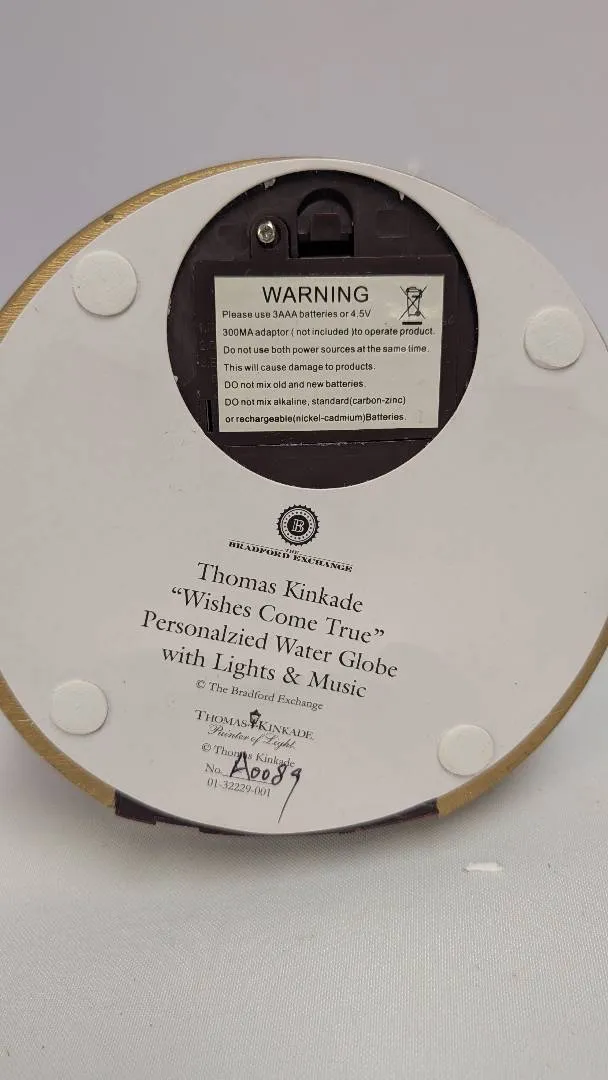 WARNING
Please use 3AAA batteries or 4.5V
300MA adaptor ( not included )to operate product.
Do not use both power sources at the same time.
This will cause damage to products.
DO not mix old and new batteries.
DO not mix alkaline, standard(carbon-zinc)
or rechargeable(nickel-cadmium)Batteries.
B
THE
BRADFORD EXCHANGE
Thomas Kinkade
“Wishes Come True”
Personalzied Water Globe
with Lights & Music
© The Bradford Exchange
THOMAS KINKADE
Painter of Light
© Thomas Kinkade
No. A0089
01-32229-001